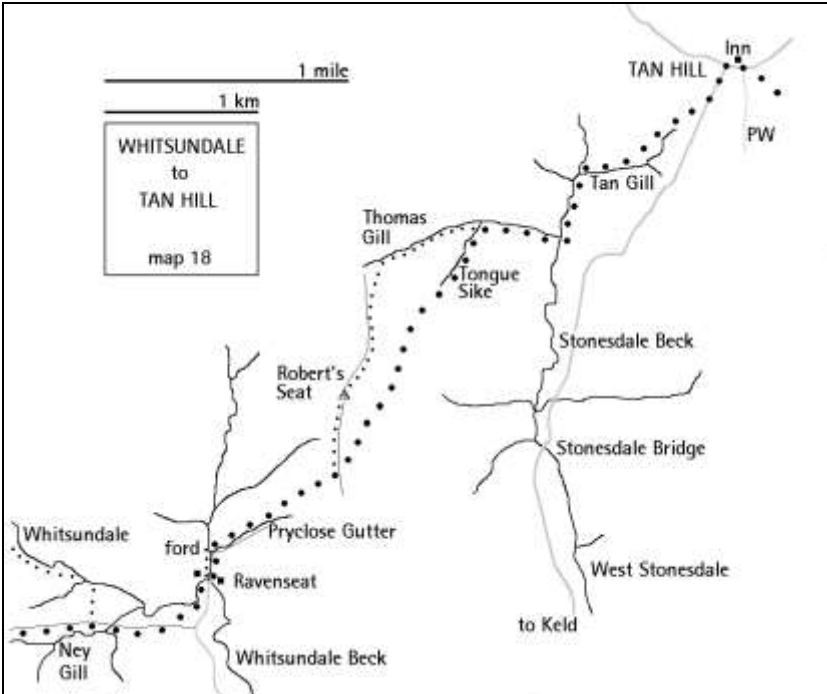 Inn
1 mile
TAN HILL
1 km
PW
WHITSUNDALE
to
TAN HILL
map 18
Tan Gill
Thomas
Gill
Tongue
Sike
Stonesdale Beck
Robert's
Seat
Stonesdale Bridge
Whitsundale
Pryclose Gutter
ford
Ravenseat
West Stonesdale
to Keld
Ney
Gill
Whitsundale Beck